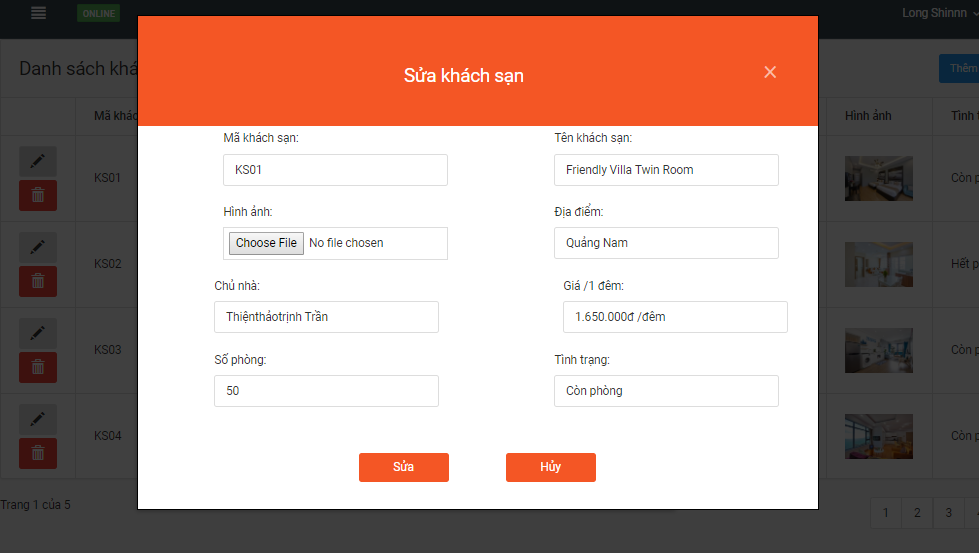 ONLINE
Long Shinnn
Danh sách khá
Thêm
Sửa khách sạn
×
Mã khác
Hình ảnh
Tình t
Mã khách sạn:
Tên khách sạn:
KS01
Friendly Villa Twin Room
KS01
Còn p
Hình ảnh:
Địa điểm:
Choose File No file chosen
Quảng Nam
KS02
Hết p
Chủ nhà:
Giá /1 đêm:
Thiệnthảotrịnh Trần
1.650.000đ /đêm
KS03
Còn p
Số phòng:
Tình trạng:
50
Còn phòng
KS04
Còn p
Sửa
Hủy
Trang 1 của 5
1 2 3